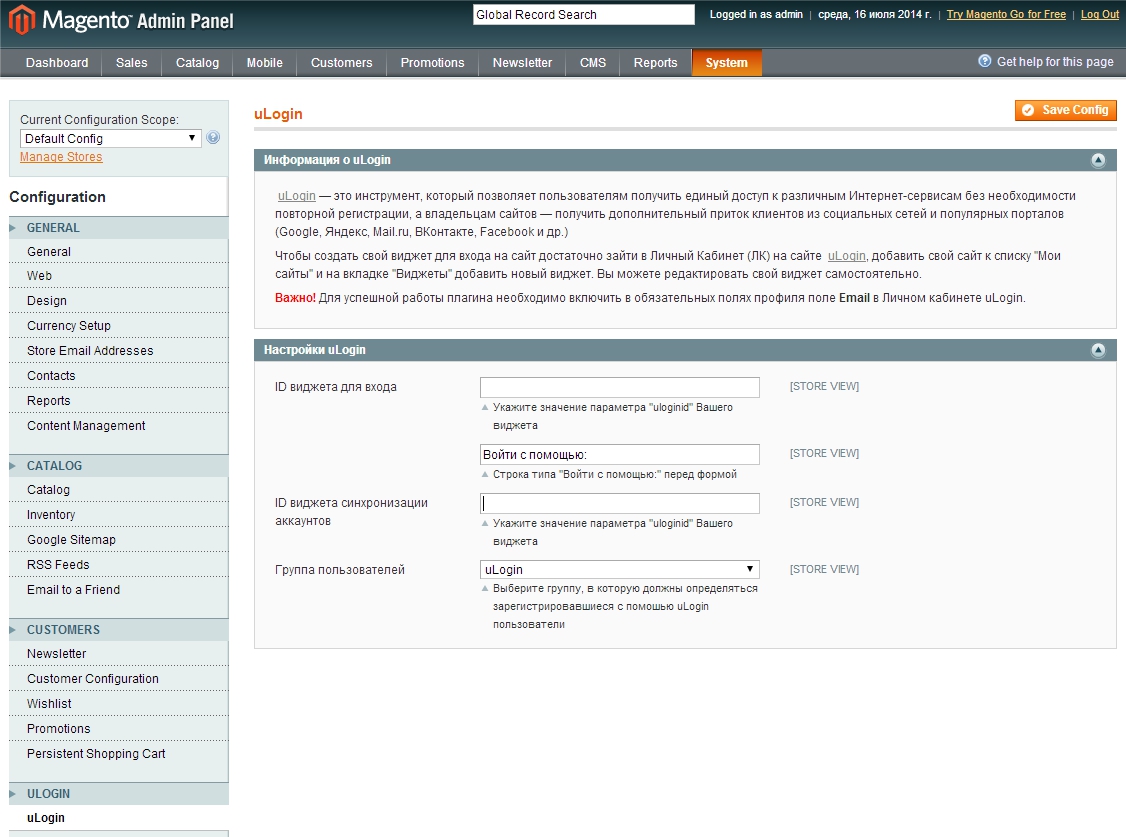 Magento Admin Panel
Global Record Search
Logged in as admin | среда, 16 июля 2014 г. | Try Magento Go for Free | Log Out
Dashboard Sales Catalog Mobile Customers Promotions Newsletter CMS Reports System
Get help for this page
Current Configuration Scope:
Default Config
Manage Stores
Configuration
GENERAL
General
Web
Design
Currency Setup
Store Email Addresses
Contacts
Reports
Content Management
CATALOG
Catalog
Inventory
Google Sitemap
RSS Feeds
Email to a Friend
CUSTOMERS
Newsletter
Customer Configuration
Wishlist
Promotions
Persistent Shopping Cart
ULOGIN
uLogin
uLogin
Save Config
Информация о uLogin
uLogin — это инструмент, который позволяет пользователям получить единый доступ к различным Интернет-сервисам без необходимости
повторной регистрации, а владельцам сайтов — получить дополнительный приток клиентов из социальных сетей и популярных порталов
(Google, Яндекс, Mail.ru, ВКонтакте, Facebook и др.)
Чтобы создать свой виджет для входа на сайт достаточно зайти в Личный Кабинет (ЛК) на сайте uLogin, добавить свой сайт к списку "Мои
сайты" и на вкладке "Виджеты" добавить новый виджет. Вы можете редактировать свой виджет самостоятельно.
Важно! Для успешной работы плагина необходимо включить в обязательных полях профиля поле Email в Личном кабинете uLogin.
Настройки uLogin
ID виджета для входа
[STORE VIEW]
Укажите значение параметра "uloginid" Вашего
виджета
Войти с помощью:
[STORE VIEW]
Строка типа "Войти с помощью:" перед формой
ID виджета синхронизации
аккаунтов
[STORE VIEW]
Укажите значение параметра "uloginid" Вашего
виджета
Группа пользователей
uLogin
[STORE VIEW]
Выберите группу, в которую должны определяться
зарегистрировавшиеся с помощью uLogin
пользователи